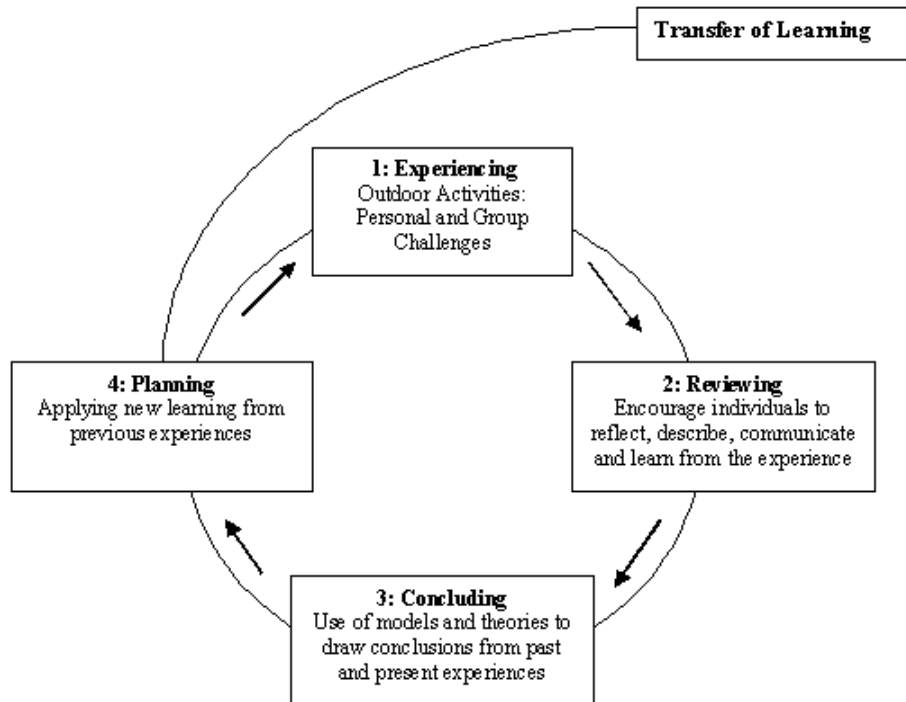 Transfer of Learning
1: Experiencing
Outdoor Activities:
Personal and Group
Challenges
2: Reviewing
Encourage individuals to
reflect, describe, communicate
and learn from the experience
3: Concluding
Use of models and theories to
draw conclusions from past
and present experiences
4: Planning
Applying new learning from
previous experiences